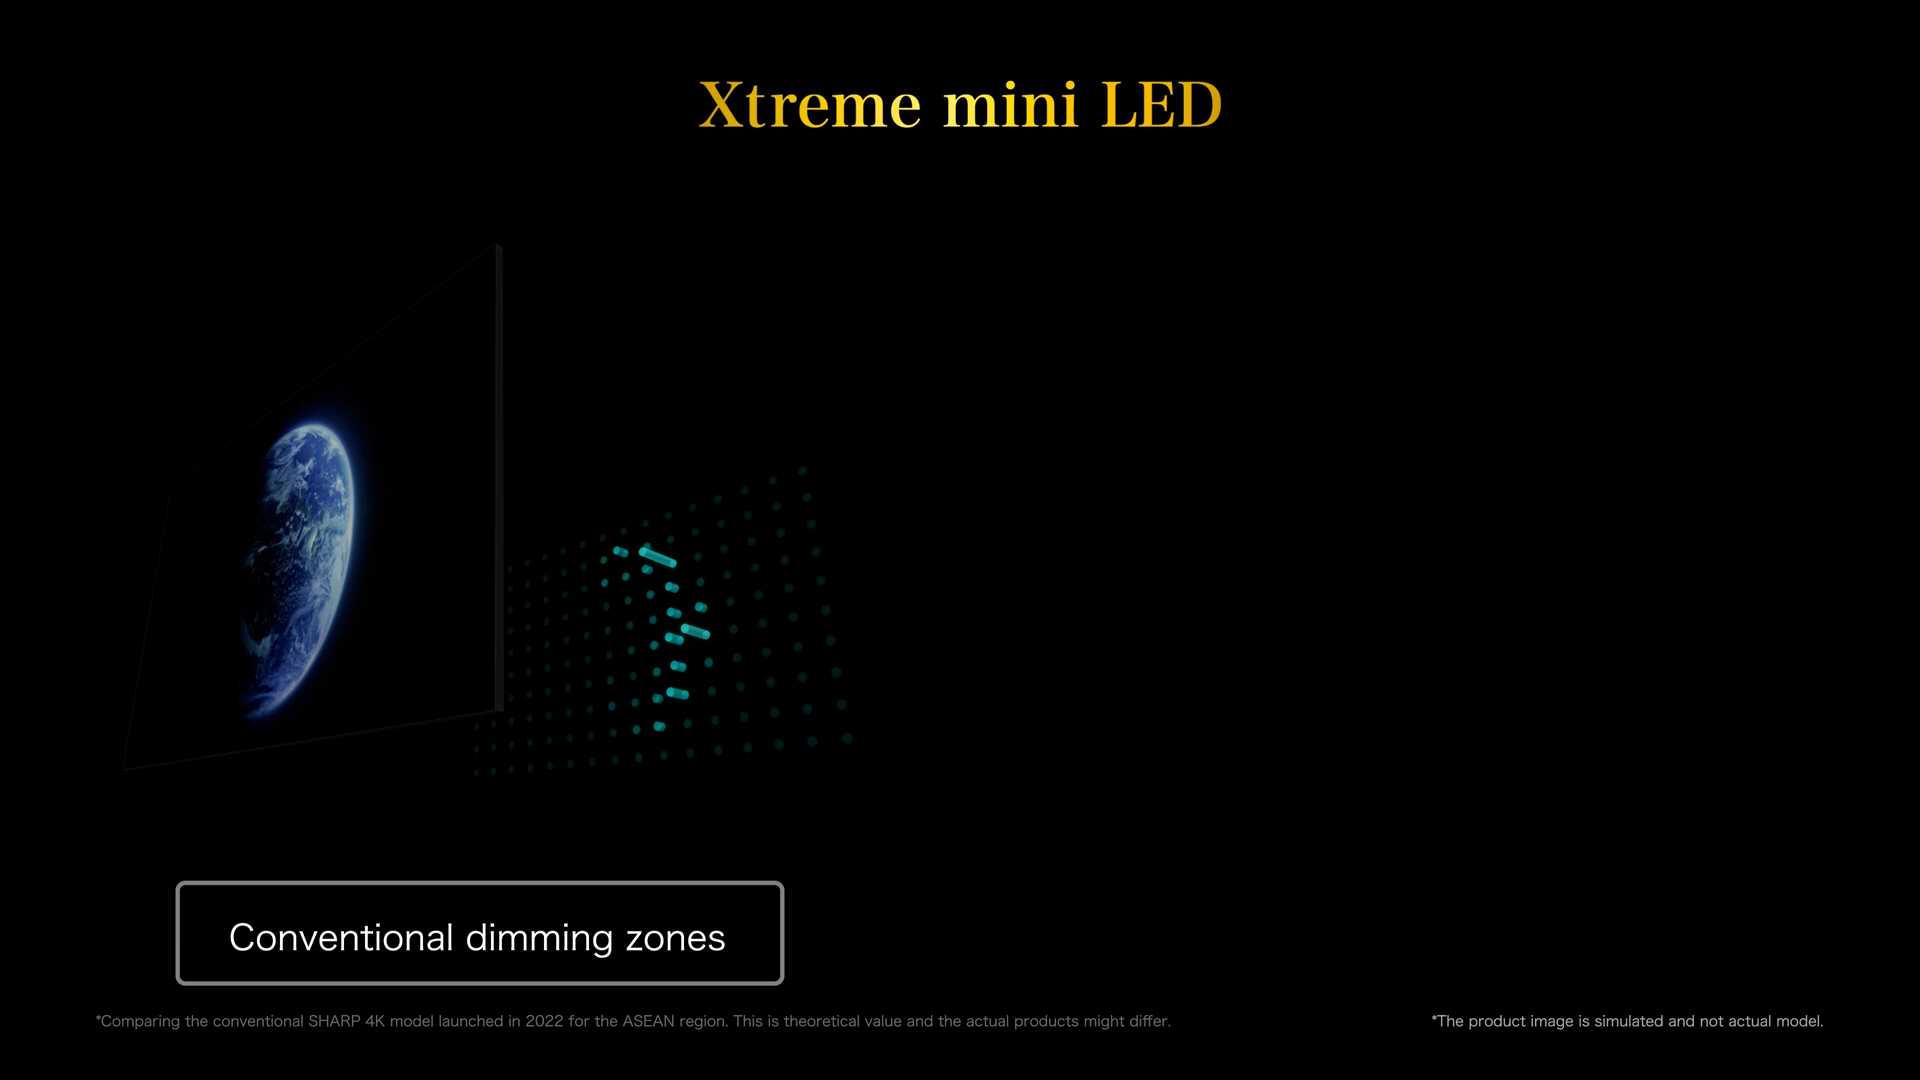 Xtreme mini LED
Conventional dimming zones
*Comparing the conventional SHARP 4K model launched in 2022 for the ASEAN region. This is theoretical value and the actual products might differ.
*The product image is simulated and not actual model.